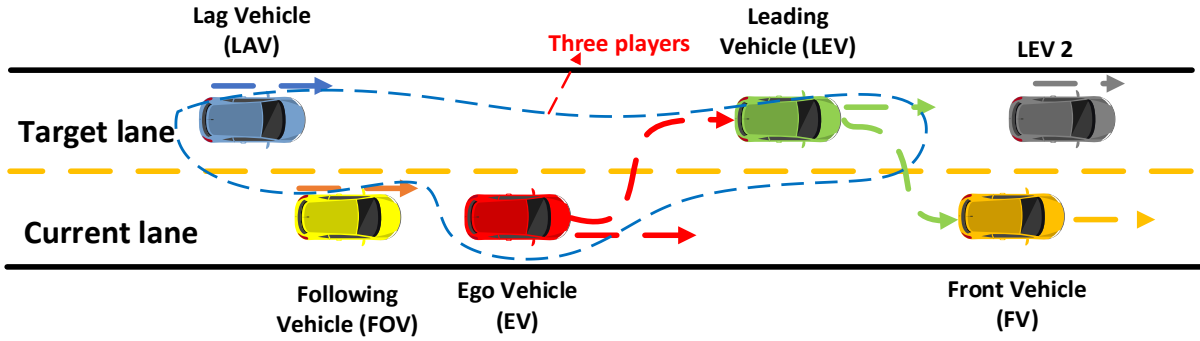 Lag Vehicle
(LAV)
Three players
Leading
Vehicle (LEV)
LEV 2
Target lane
Current lane
Following
Vehicle (FOV)
Ego Vehicle
(EV)
Front Vehicle
(FV)